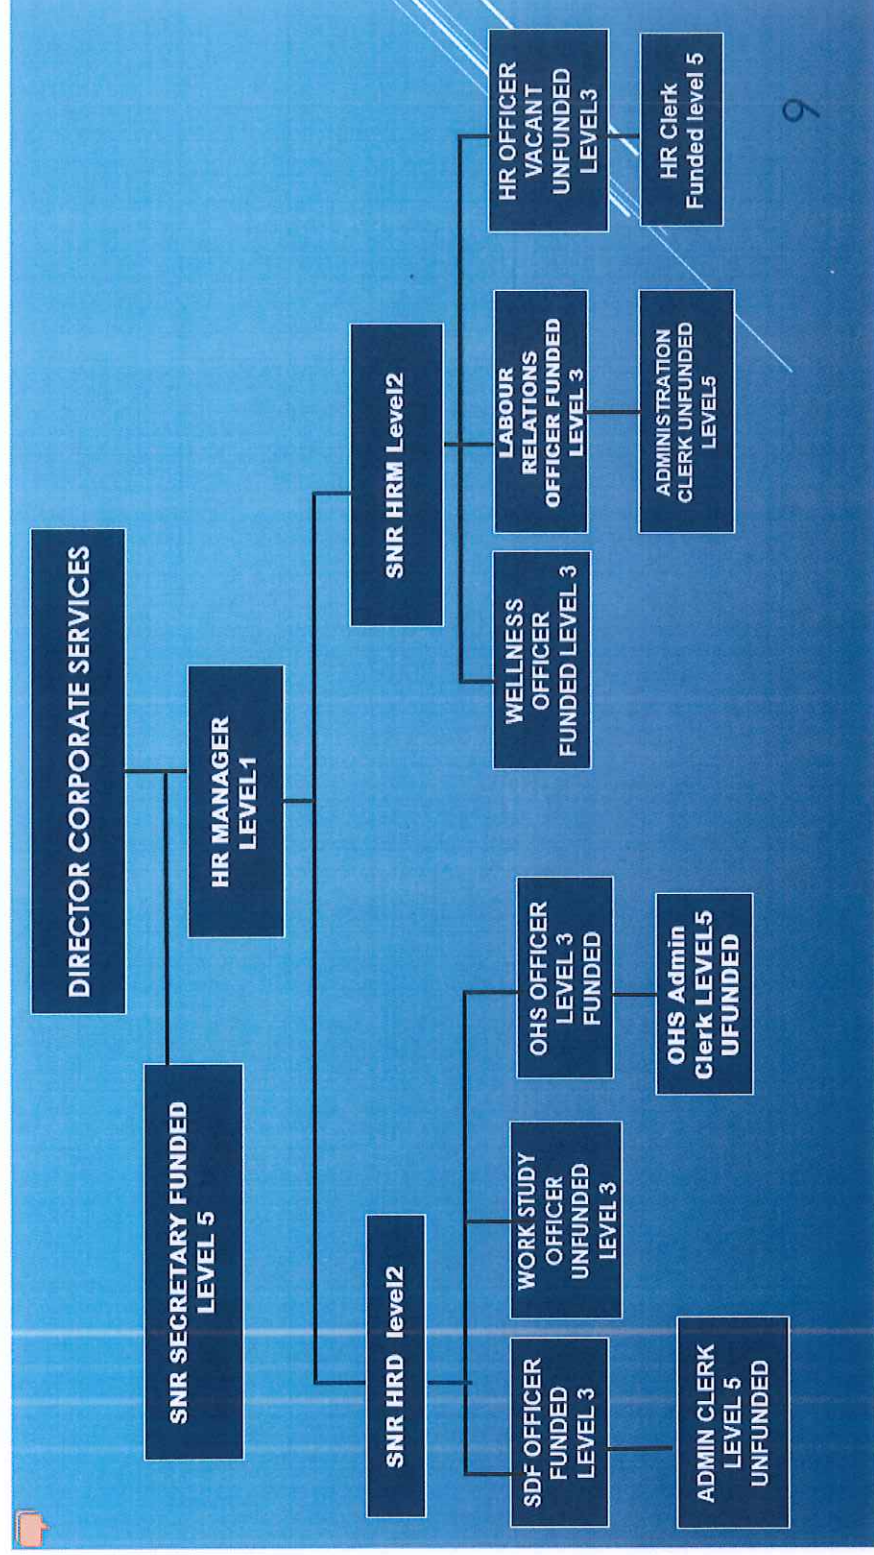 DIRECTOR CORPORATE SERVICES
SNR SECRETARY FUNDED
LEVEL 5
HR MANAGER
LEVEL1
SNR HRD level2
SNR HRM Level2
SDF OFFICER
FUNDED
LEVEL 3
WORK STUDY
OFFICER
UNFUNDED
LEVEL 3
OHS OFFICER
LEVEL 3
FUNDED
WELLNESS
OFFICER
FUNDED LEVEL 3
LABOUR
RELATIONS
OFFICER FUNDED
LEVEL 3
HR OFFICER
VACANT
UNFUNDED
LEVEL3
ADMIN CLERK
LEVEL 5
UNFUNDED
OHS Admin
Clerk LEVEL5
UFUNDED
ADMINISTRATION
CLERK UNFUNDED
LEVEL5
HR Clerk
Funded level 5
9